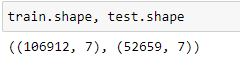 train.shape, test.shape
((106912, 7), (52659, 7))